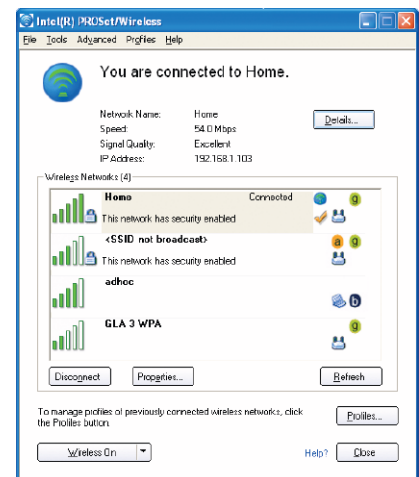 Intel(R) PROSet/Wireless
File Tools Advanced Profiles Help
You are connected to Home.
Network Name: Home
Speed: 54.0 Mbps
Signal Quality: Excellent
IP Address: 192.168.1.103
Details...
Wireless Networks (4)
Home Connected g
This network has security enabled
<SSID not broadcast> a g
This network has security enabled
adhoc
b
GLA 3 WPA g
Disconnect Properties... Refresh
To manage profiles of previously connected wireless networks, click
the Profiles button.
Profiles...
Wireless On Help? Close